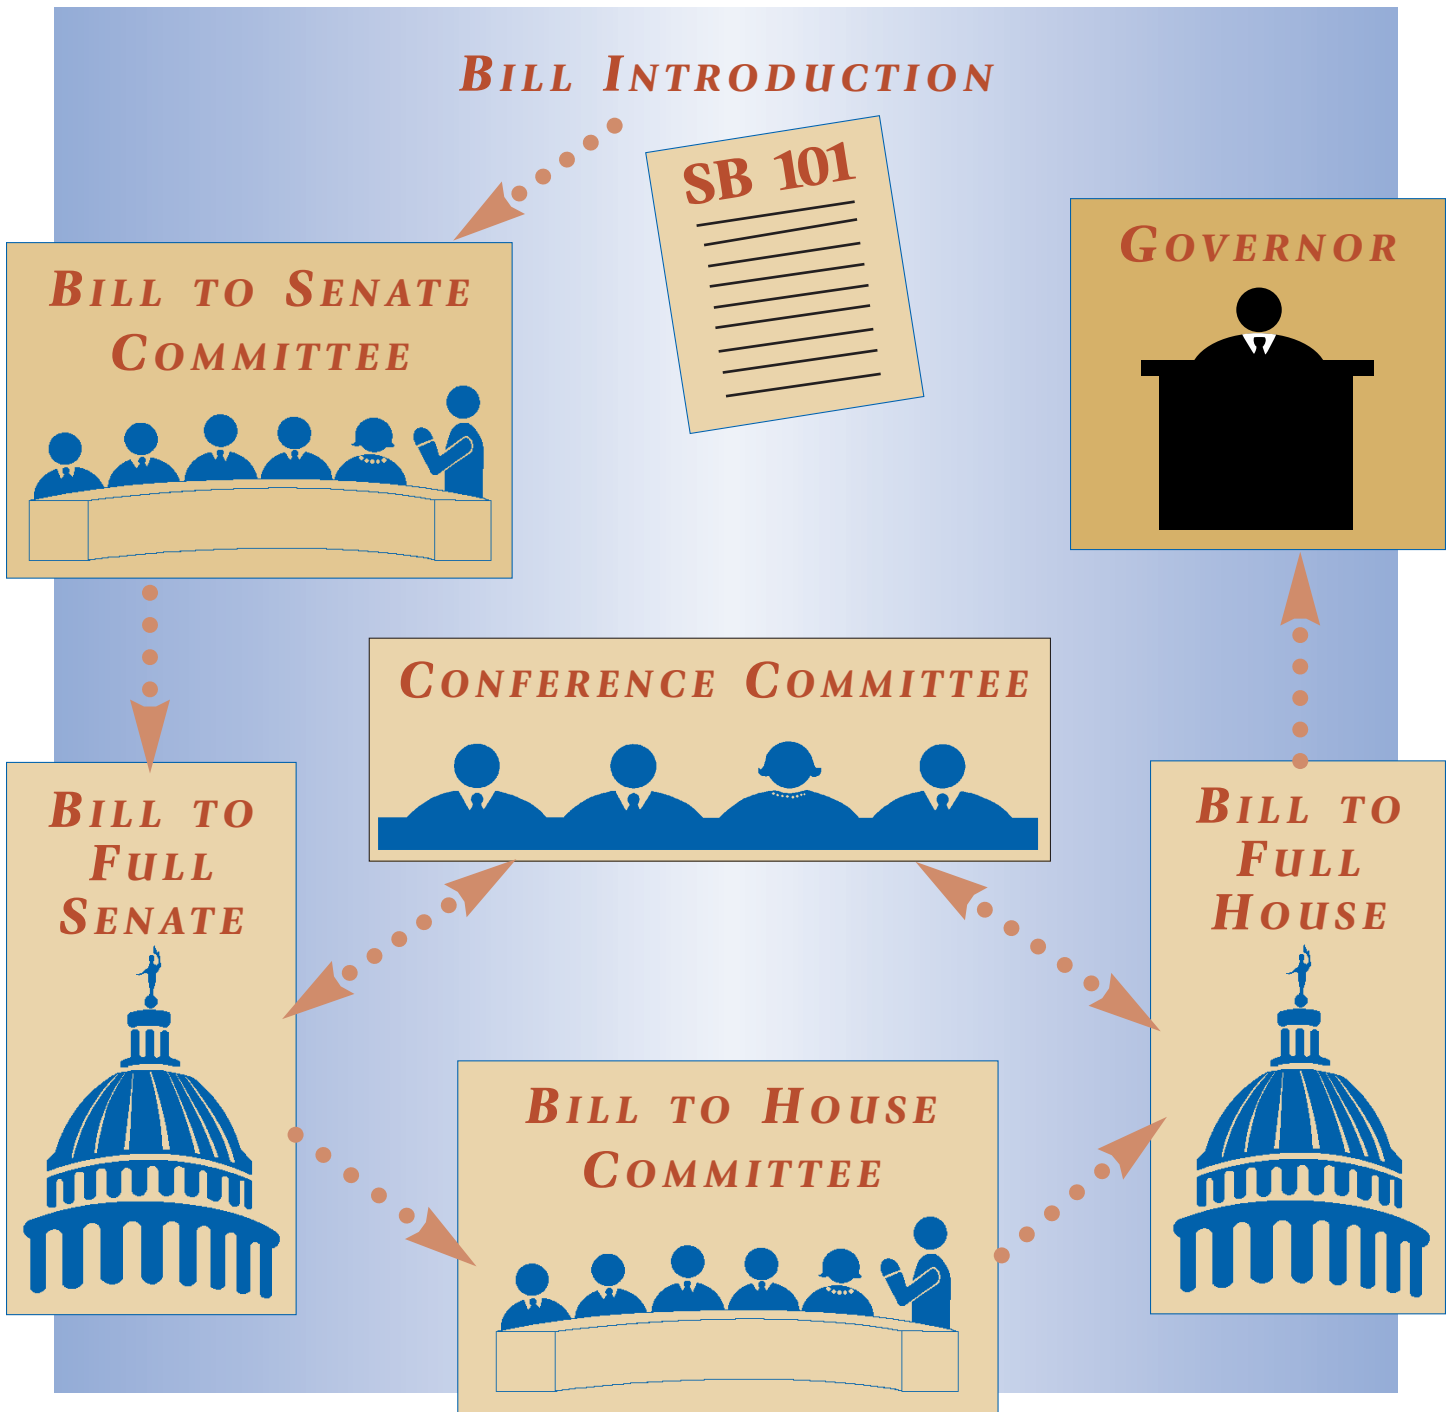 BILL INTRODUCTION
SB 101
GOVERNOR
BILL TO SENATE
COMMITTEE
CONFERENCE COMMITTEE
BILL TO
FULL
SENATE
BILL TO
FULL
HOUSE
BILL TO HOUSE
COMMITTEE